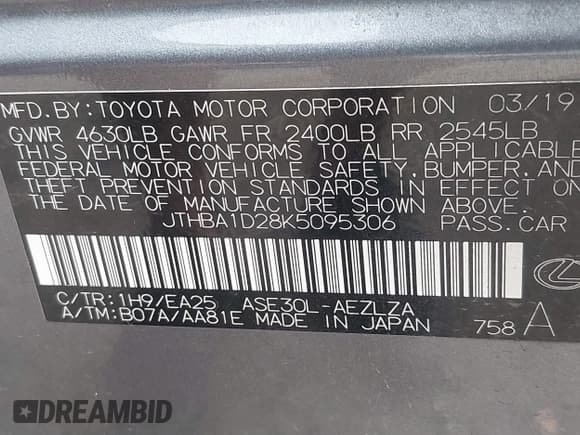 MFD.BY:TOYOTA MOTOR CORPORATION 03/19
GVWR 4630LB GAWR FR 2400LB RR 2545LB
THIS VEHICLE CONFORMS TO ALL APPLICABLE
FEDERAL MOTOR VEHICLE SAFETY,BUMPER,AND
THEFT PREVENTION STANDARDS IN EFFECT ON
THE DATE OF MANUFACTURE SHOWN ABOVE.
JTHBA1D28K5095306 PASS.CAR
C/TR:1H9/EA25 ASE30L-AEZLZA
A/TM:B07A/AA81E MADE IN JAPAN 758 A
DREAMBID